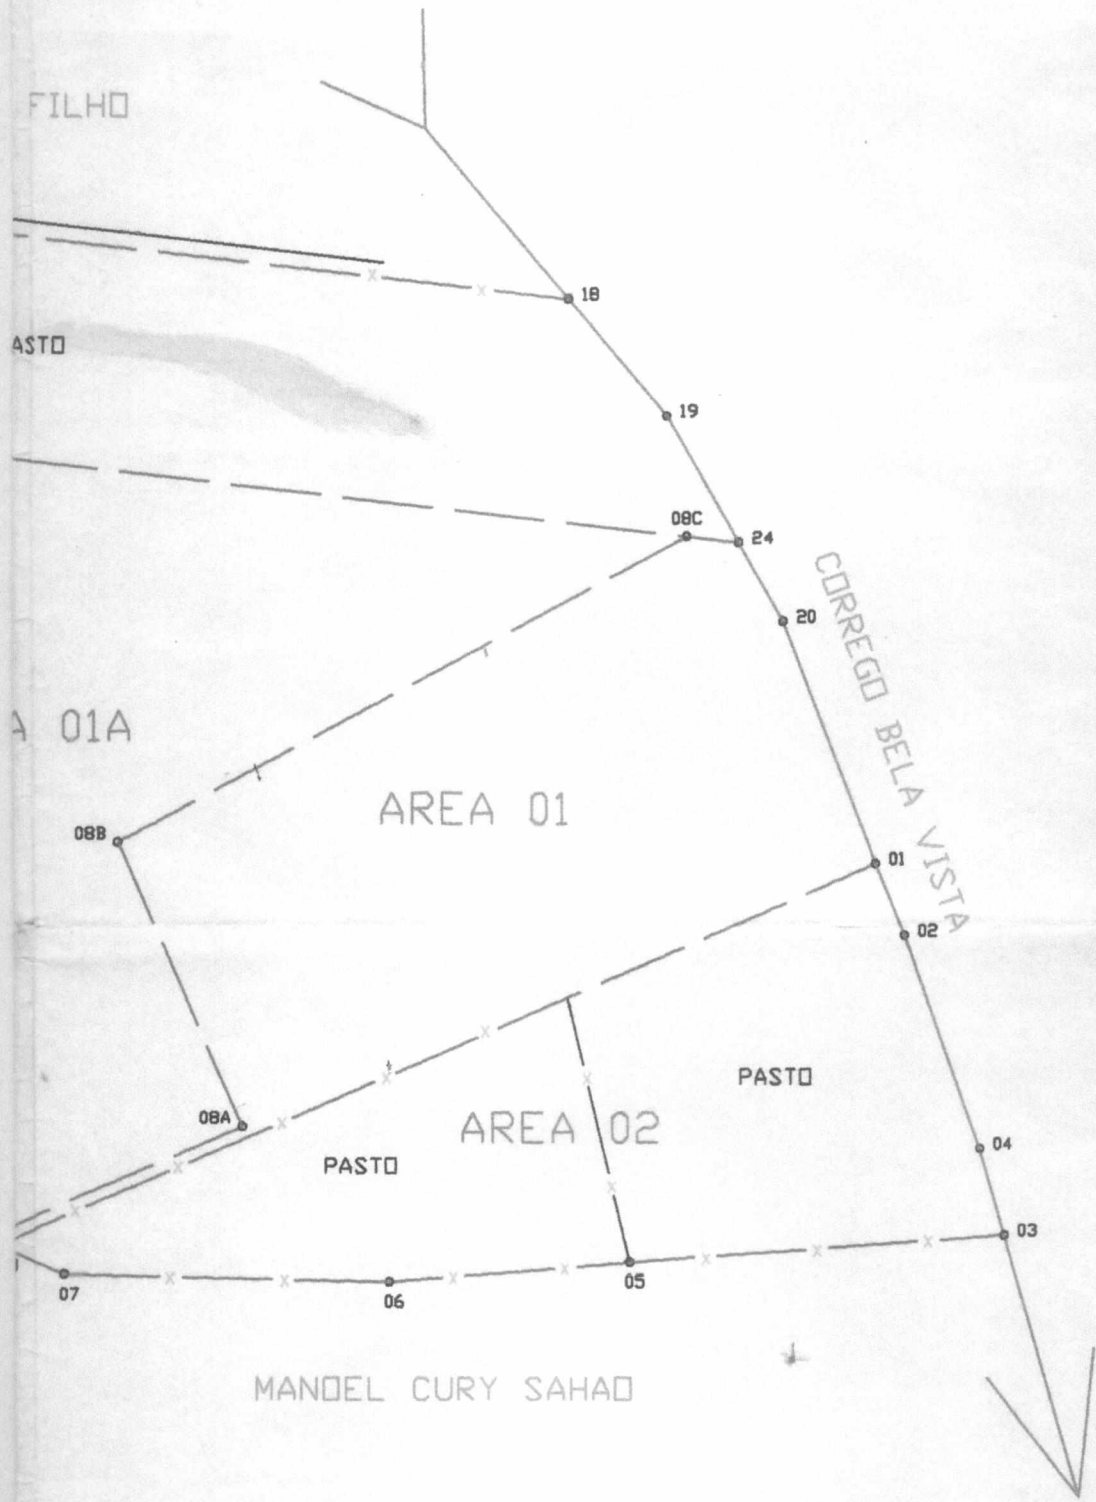 FILHO
18
ASTO
19
08C
24
20
CORREGO BELA VISTA
A 01A
AREA 01
08B
01
02
PASTO
08A
AREA 02
PASTO
04
03
07
06
05
MANOEL CURY SAHAO